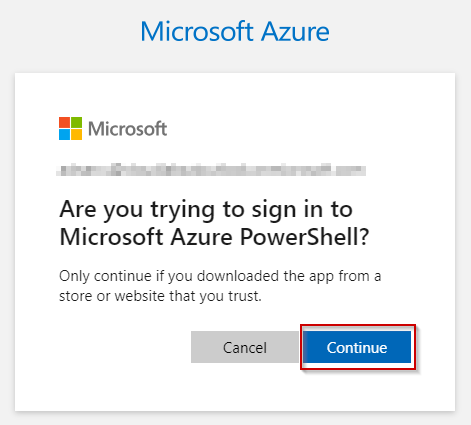 Microsoft Azure
Microsoft
Are you trying to sign in to
Microsoft Azure PowerShell?
Only continue if you downloaded the app from a
store or website that you trust.
Cancel
Continue